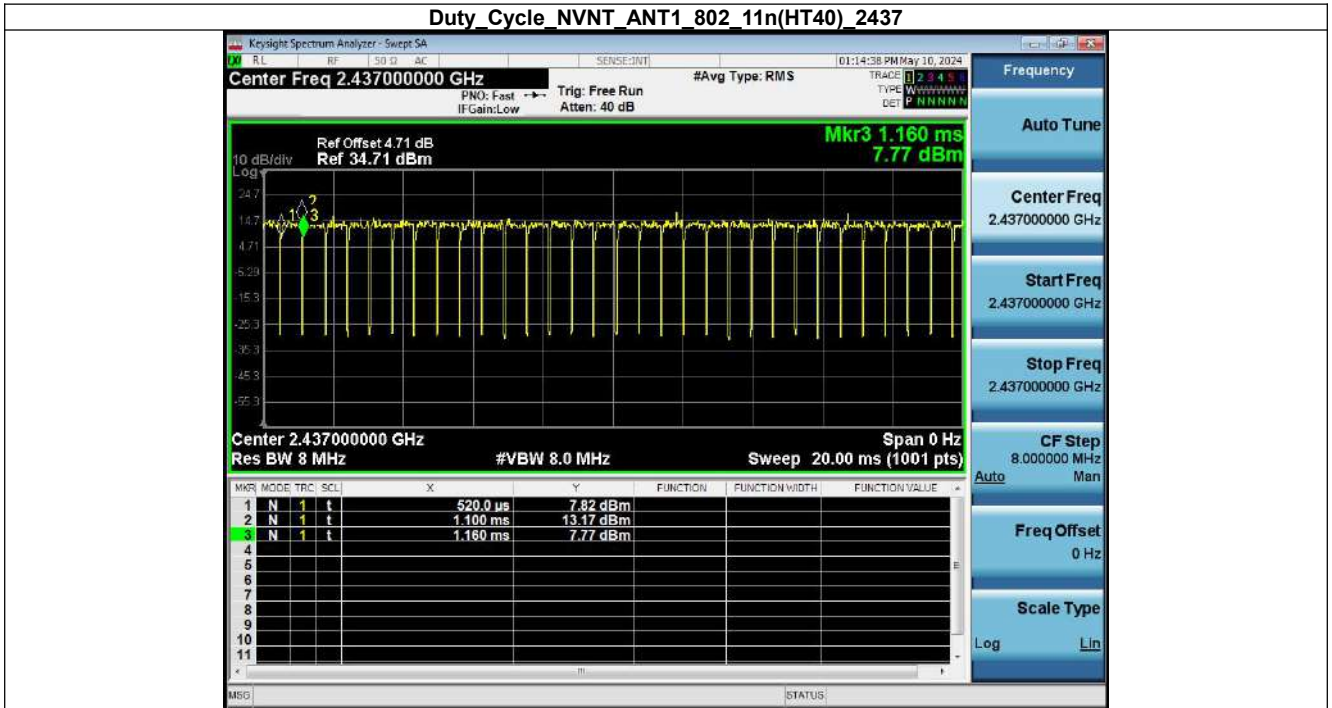 Duty_Cycle_NVNT_ANT1_802_11n(HT40)_2437
Keysight Spectrum Analyzer - Swept SA
RL RF 50 Ω AC SENSE:INT 01:14:38 PM May 10, 2024
Center Freq 2.437000000 GHz
PNO: Fast
IFGain:Low
Trig: Free Run
Atten: 40 dB
#Avg Type: RMS
TRACE 1 2 3 4 5 6
TYPE W
DET P N N N N N
Ref Offset 4.71 dB
10 dB/div Ref 34.71 dBm
Log
Mkr3 1.160 ms
7.77 dBm
24.7
14.7
4.71
-5.29
-15.3
-25.3
-35.3
-45.3
-55.3
1 2 3
Center 2.437000000 GHz Span 0 Hz
Res BW 8 MHz #VBW 8.0 MHz Sweep 20.00 ms (1001 pts)
MKR MODE TRC SCL X Y FUNCTION FUNCTION WIDTH FUNCTION VALUE
1 N 1 t 520.0 µs 7.82 dBm
2 N 1 t 1.100 ms 13.17 dBm
3 N 1 t 1.160 ms 7.77 dBm
4
5
6
7
8
9
10
11
MSG STATUS
Frequency
Auto Tune
Center Freq
2.437000000 GHz
Start Freq
2.437000000 GHz
Stop Freq
2.437000000 GHz
CF Step
8.000000 MHz
Auto Man
Freq Offset
0 Hz
Scale Type
Log Lin